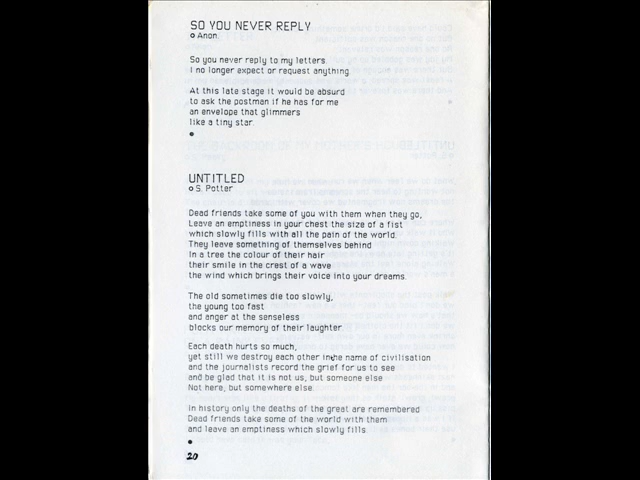 SO YOU NEVER REPLY
o Anon.
So you never reply to my letters.
I no longer expect or request anything.
At this late stage it would be absurd
to ask the postman if he has for me
an envelope that glimmers
like a tiny star.
UNTITLED
o S. Potter
Dead friends take some of you with them when they go,
Leave an emptiness in your chest the size of a fist
which slowly fills with all the pain of the world.
They leave something of themselves behind
In a tree the colour of their hair
their smile in the crest of a wave
the wind which brings their voice into your dreams.
The old sometimes die too slowly,
the young too fast
and anger at the senseless
blocks our memory of their laughter.
Each death hurts so much,
yet still we destroy each other in the name of civilisation
and the journalists record the grief for us to see
and be glad that it is not us, but someone else
Not here, but somewhere else.
In history only the deaths of the great are remembered
Dead friends take some of the world with them
and leave an emptiness which slowly fills
20